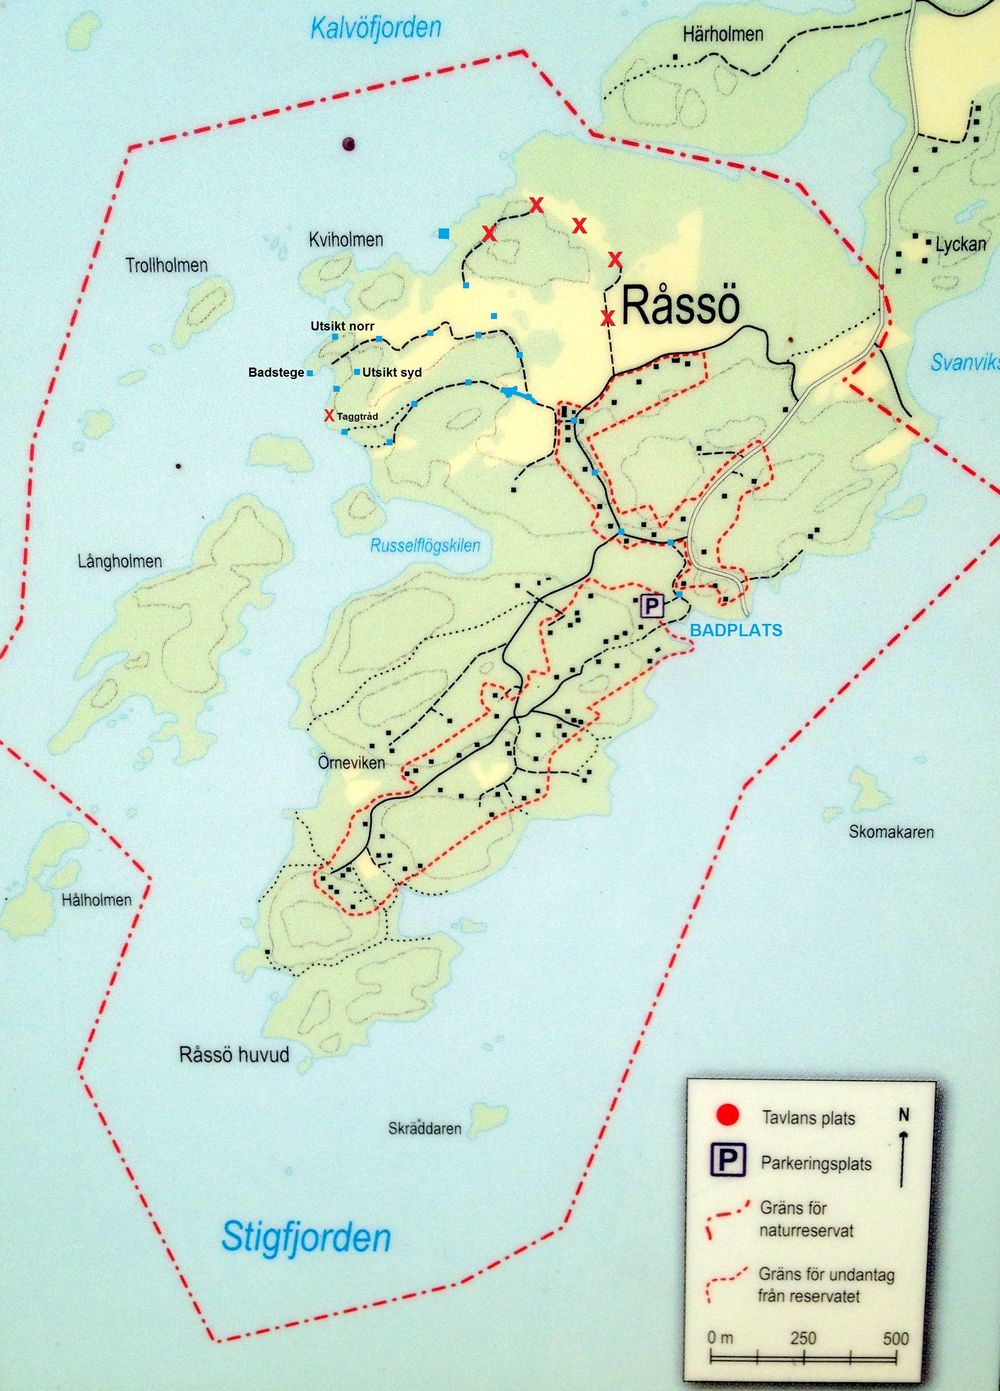 Kalvöfjorden
Härholmen
Kviholmen
Trollholmen
Lyckan
X
X
X
X
X
Råssö
Utsikt norr
Badstege
Utsikt syd
Svanviks
X Taggtråd
Russelflögskilen
Långholmen
P
BADPLATS
Örneviken
Skomakaren
Hålholmen
Råssö huvud
Skräddaren
Stigfjorden
Tavlans plats
N
P Parkeringsplats
Gräns för
naturreservat
Gräns för undantag
från reservatet
0 m 250 500